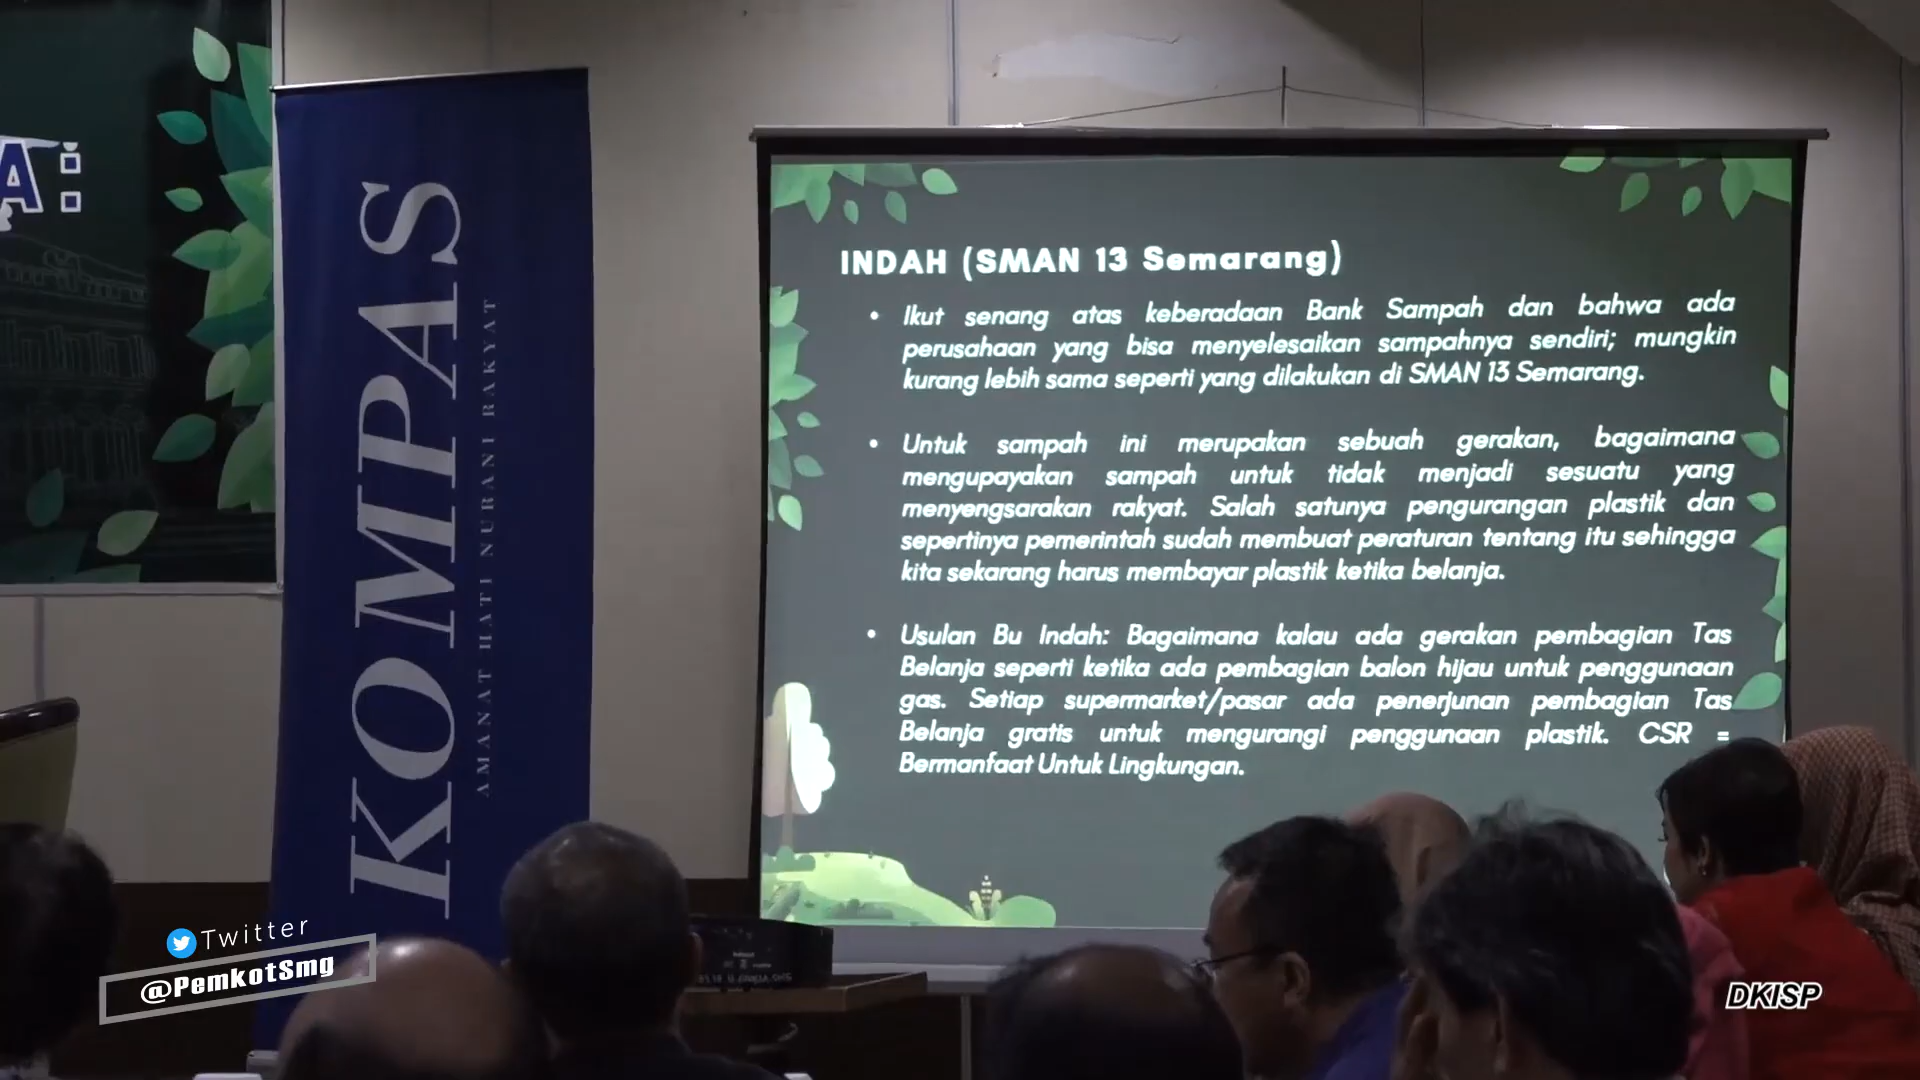 A:
KOMPAS
AMANAT HATI NURANI RAKYAT
INDAH (SMAN 13 Semarang)
• Ikut senang atas keberadaan Bank Sampah dan bahwa ada
perusahaan yang bisa menyelesaikan sampahnya sendiri; mungkin
kurang lebih sama seperti yang dilakukan di SMAN 13 Semarang.
• Untuk sampah ini merupakan sebuah gerakan, bagaimana
mengupayakan sampah untuk tidak menjadi sesuatu yang
menyengsarakan rakyat. Salah satunya pengurangan plastik dan
sepertinya pemerintah sudah membuat peraturan tentang itu sehingga
kita sekarang harus membayar plastik ketika belanja.
• Usulan Bu Indah: Bagaimana kalau ada gerakan pembagian Tas
Belanja seperti ketika ada pembagian balon hijau untuk penggunaan
gas. Setiap supermarket/pasar ada penerjunan pembagian Tas
Belanja gratis untuk mengurangi penggunaan plastik. CSR =
Bermanfaat Untuk Lingkungan.
Twitter
@PemkotSmg
DKISP